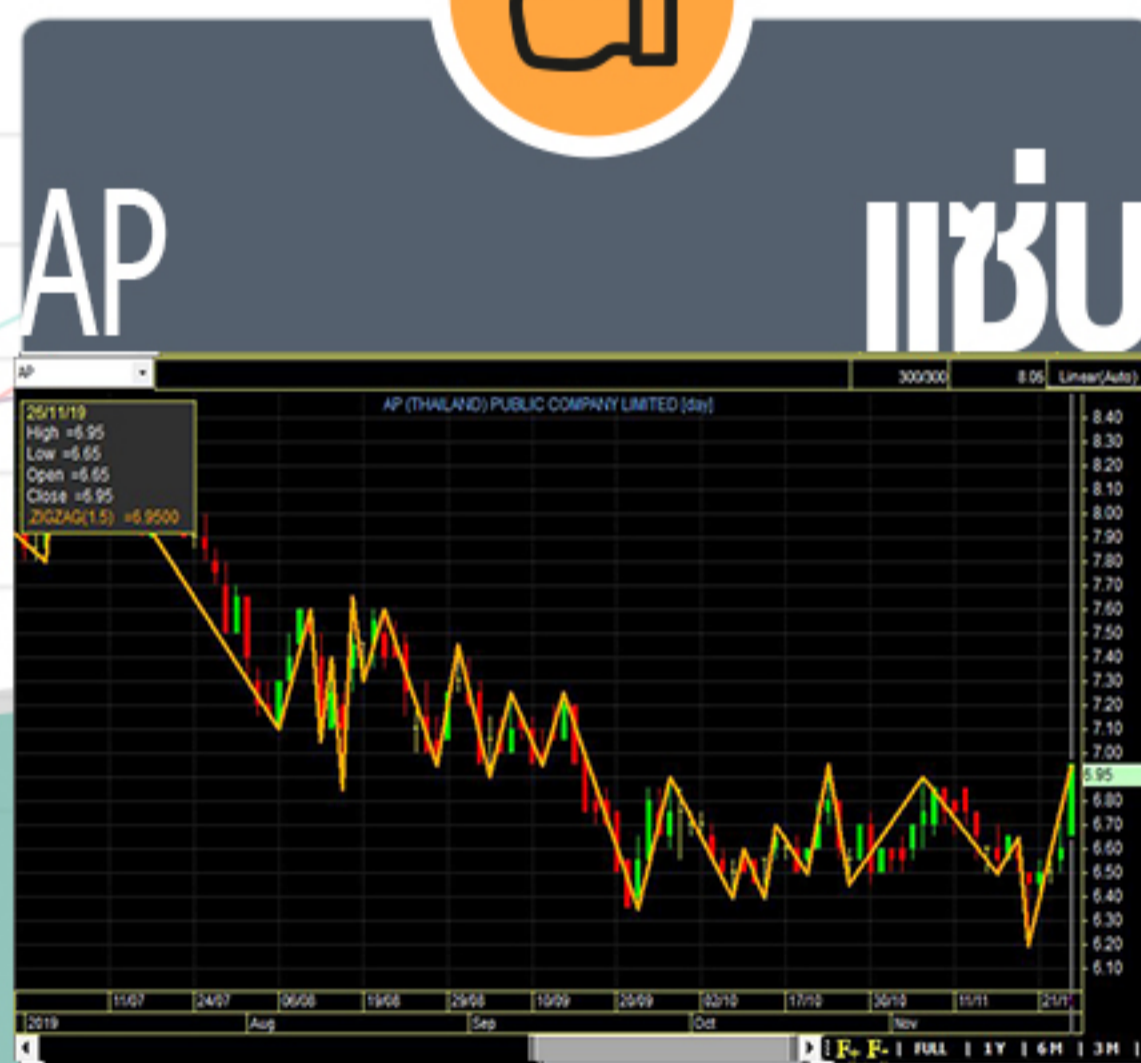 AP แซ่บ
AP 300/300 8.05 Linear(Auto)
AP (THAILAND) PUBLIC COMPANY LIMITED [day]
26/11/19
High =6.95
Low =6.65
Open =6.65
Close =6.95
ZIGZAG(1.5) =6.9500
8.40
8.30
8.20
8.10
8.00
7.90
7.80
7.70
7.60
7.50
7.40
7.30
7.20
7.10
7.00
6.95
6.80
6.70
6.60
6.50
6.40
6.30
6.20
6.10
11/07 24/07 06/08 19/08 29/08 10/09 20/09 02/10 17/10 30/10 11/11 21/11
2019 Aug Sep Oct Nov
F+ F- | FULL | 1Y | 6M | 3M